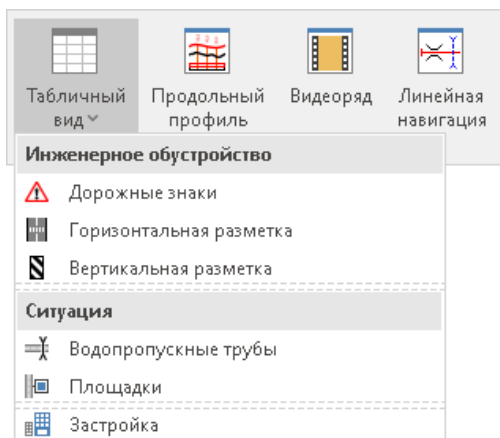 Табличный Продольный Видеоряд Линейная
вид профиль навигация
Инженерное обустройство
Дорожные знаки
Горизонтальная разметка
Вертикальная разметка
Ситуация
Водопропускные трубы
Площадки
Застройка